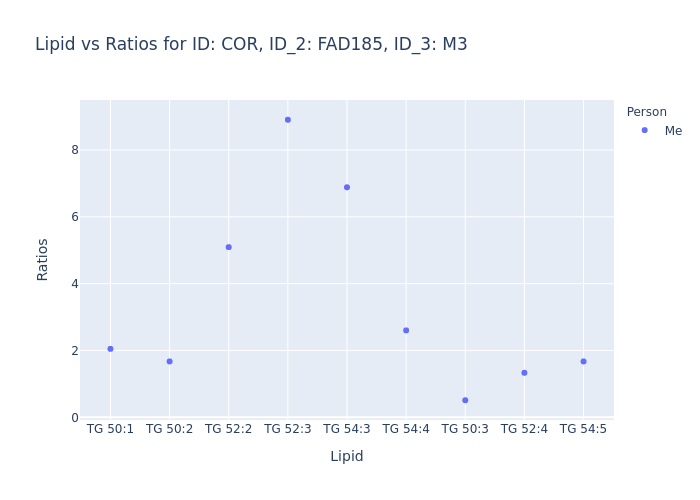 Lipid vs Ratios for ID: COR, ID_2: FAD185, ID_3: M3
Person
Me
Ratios
8
6
4
2
0
TG 50:1 TG 50:2 TG 52:2 TG 52:3 TG 54:3 TG 54:4 TG 50:3 TG 52:4 TG 54:5
Lipid